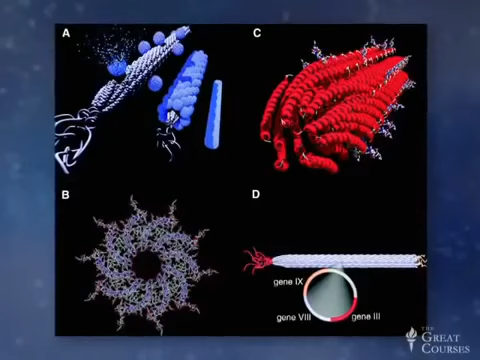 A
C
B
D
gene IX
gene VIII
gene III
THE
GREAT
COURSES